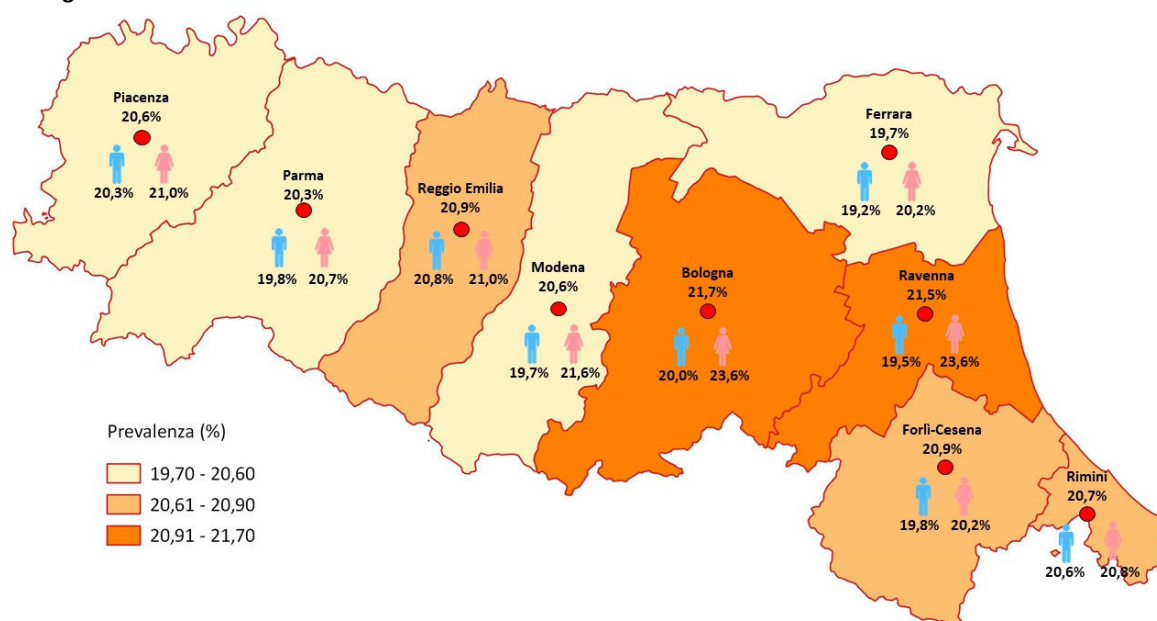 Piacenza
20,6%
20,3% 21,0%
Parma
20,3%
19,8% 20,7%
Reggio Emilia
20,9%
20,8% 21,0%
Modena
20,6%
19,7% 21,6%
Bologna
21,7%
20,0% 23,6%
Ferrara
19,7%
19,2% 20,2%
Ravenna
21,5%
19,5% 23,6%
Forlì-Cesena
20,9%
19,8% 20,2%
Rimini
20,7%
20,6% 20,8%
Prevalenza (%)
19,70 - 20,60
20,61 - 20,90
20,91 - 21,70